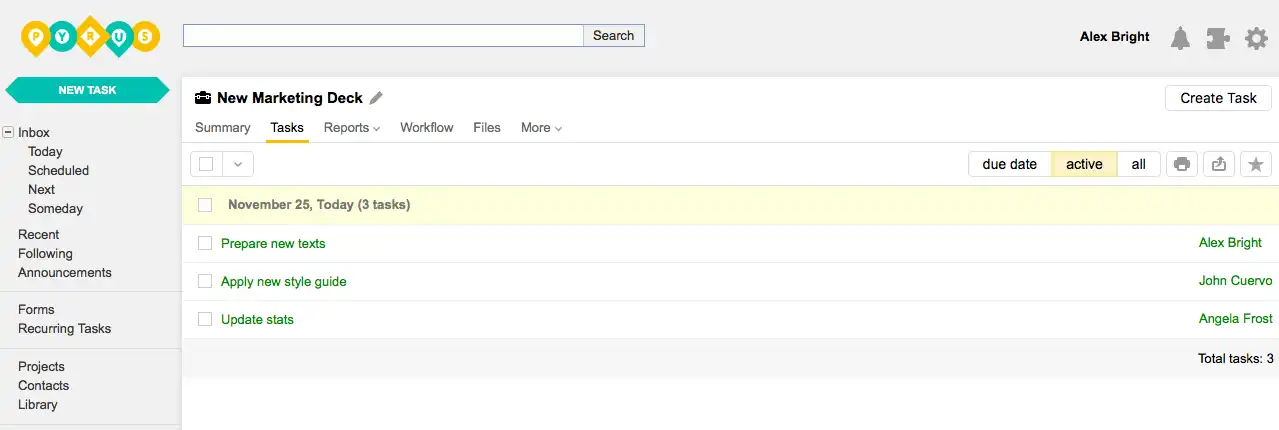 PYRUS
Search
Alex Bright
NEW TASK
Inbox
Today
Scheduled
Next
Someday
Recent
Following
Announcements
Forms
Recurring Tasks
Projects
Contacts
Library
New Marketing Deck
Create Task
Summary Tasks Reports Workflow Files More
due date active all
November 25, Today (3 tasks)
Prepare new texts Alex Bright
Apply new style guide John Cuervo
Update stats Angela Frost
Total tasks: 3